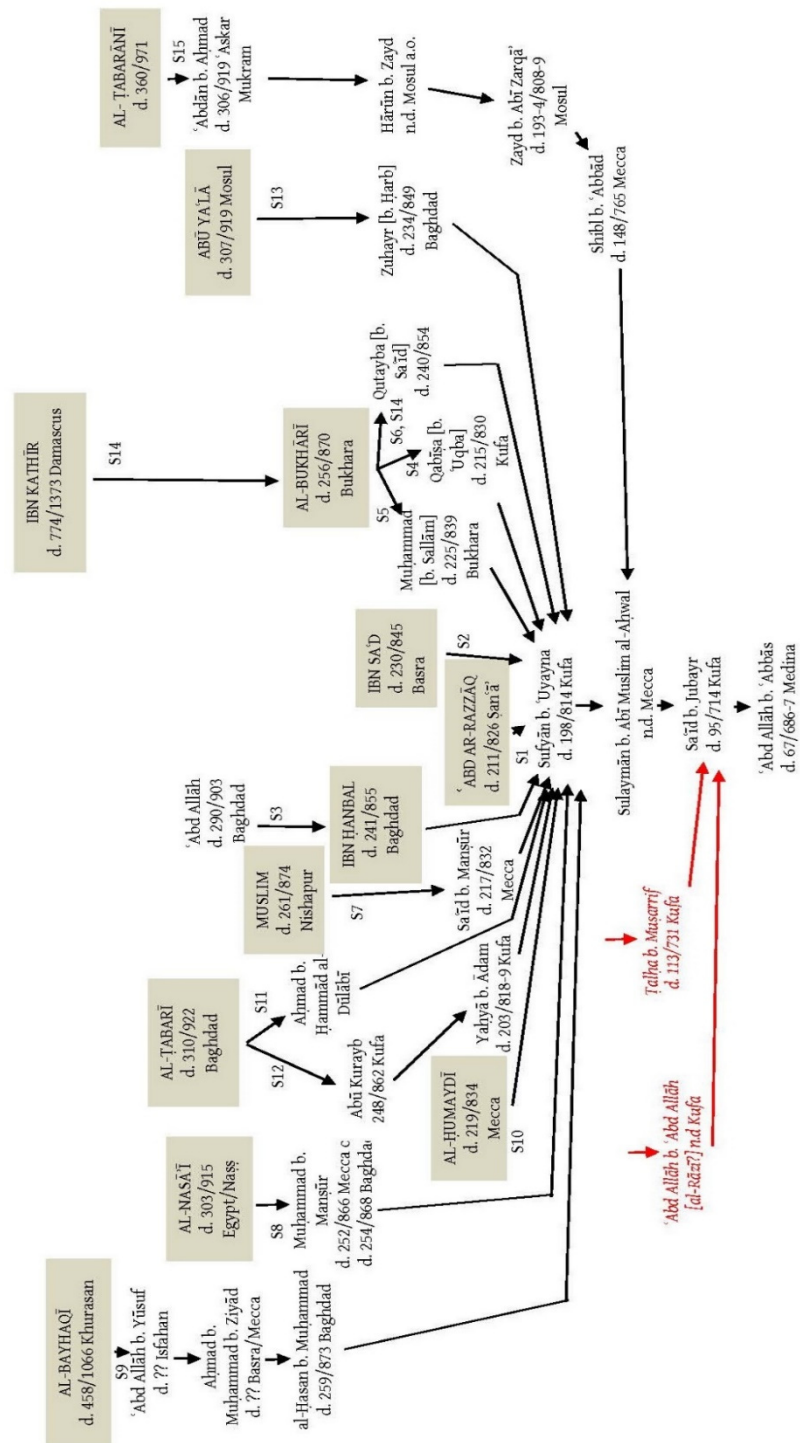 AL-BAYHAQĪ
d. 458/1066 Khurasan
S9
ʿAbd Allāh b. Yūsuf
d. ?? Isfahan
Aḥmad b.
Muḥammad b. Ziyād
d. ?? Basra/Mecca
al-Ḥasan b. Muḥammad
d. 259/873 Baghdad
AL-NASĀʾĪ
d. 303/915
Egypt/Naṣṣ
S8
Muḥammad b.
Manṣūr
d. 252/866 Mecca c
d. 254/868 Baghda
AL-ṬABARĪ
d. 310/922
Baghdad
S12
S11
Abū Kurayb
248/862 Kufa
Aḥmad b.
Ḥammād al-
Dūlābī
Yaḥyā b. Ādam
d. 203/818-9 Kufa
AL-ḤUMAYDĪ
d. 219/834
Mecca
S10
MUSLIM
d. 261/874
Nishapur
S7
Saʿīd b. Manṣūr
d. 217/832
Mecca
ʿAbd Allāh
d. 290/903
Baghdad
S3
IBN ḤANBAL
d. 241/855
Baghdad
ʿABD AR-RAZZĀQ
d. 211/826 Ṣanʿāʾ
S1
IBN SAʿD
d. 230/845
Basra
S2
IBN KATHĪR
d. 774/1373 Damascus
S14
AL-BUKHĀRĪ
d. 256/870
Bukhara
S5
S4
S6, S14
Muḥammad
[b. Sallām]
d. 225/839
Bukhara
Qabīṣa [b.
ʿUqba]
d. 215/830
Kufa
Qutayba [b.
Saʿīd]
d. 240/854
ABŪ YAʿLĀ
d. 307/919 Mosul
S13
Zuhayr [b. Ḥarb]
d. 234/849
Baghdad
AL-ṬABARĀNĪ
d. 360/971
S15
ʿAbdān b. Aḥmad
d. 306/919 ʿAskar
Mukram
Hārūn b. Zayd
n.d. Mosul a.o.
Zayd b. Abī Zarqāʾ
d. 193-4/808-9
Mosul
Shibl b. ʿAbbād
d. 148/765 Mecca
Sufyān b. ʿUyayna
d. 198/814 Kufa
Sulaymān b. Abī Muslim al-Aḥwal
n.d. Mecca
Saʿīd b. Jubayr
d. 95/714 Kufa
ʿAbd Allāh b. ʿAbbās
d. 67/686-7 Medina
Ṭalḥa b. Muṣarrif
d. 113/731 Kufa
ʿAbd Allāh b. ʿAbd Allāh
[al-Rāzī?] n.d Kufa